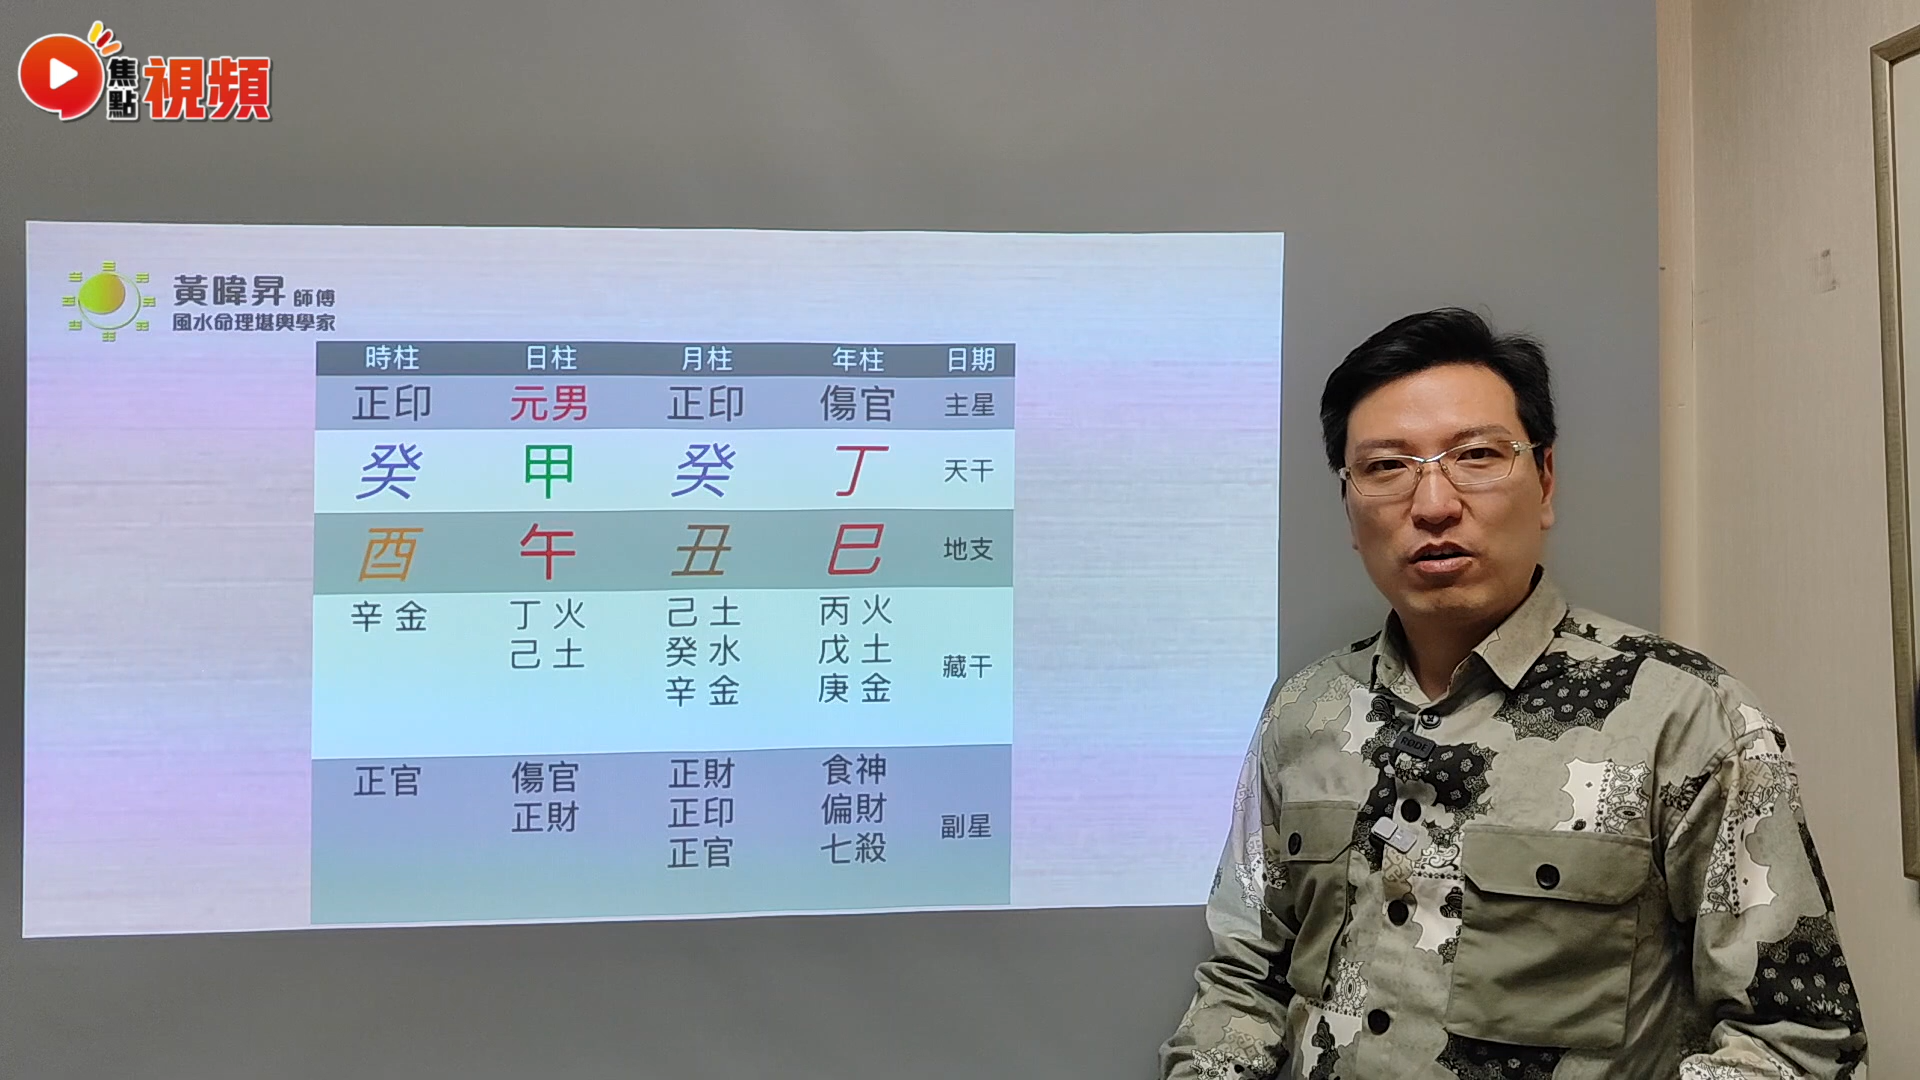 焦點視頻
黃暐昇 師傅
風水命理堪輿學家
時柱 日柱 月柱 年柱 日期
正印 元男 正印 傷官 主星
癸 甲 癸 丁 天干
酉 午 丑 巳 地支
辛金 丁火 己土 丙火 藏干
己土 癸水 戊土
辛金 庚金
正官 傷官 正財 食神 副星
正財 正印 偏財
正官 七殺
RØDE